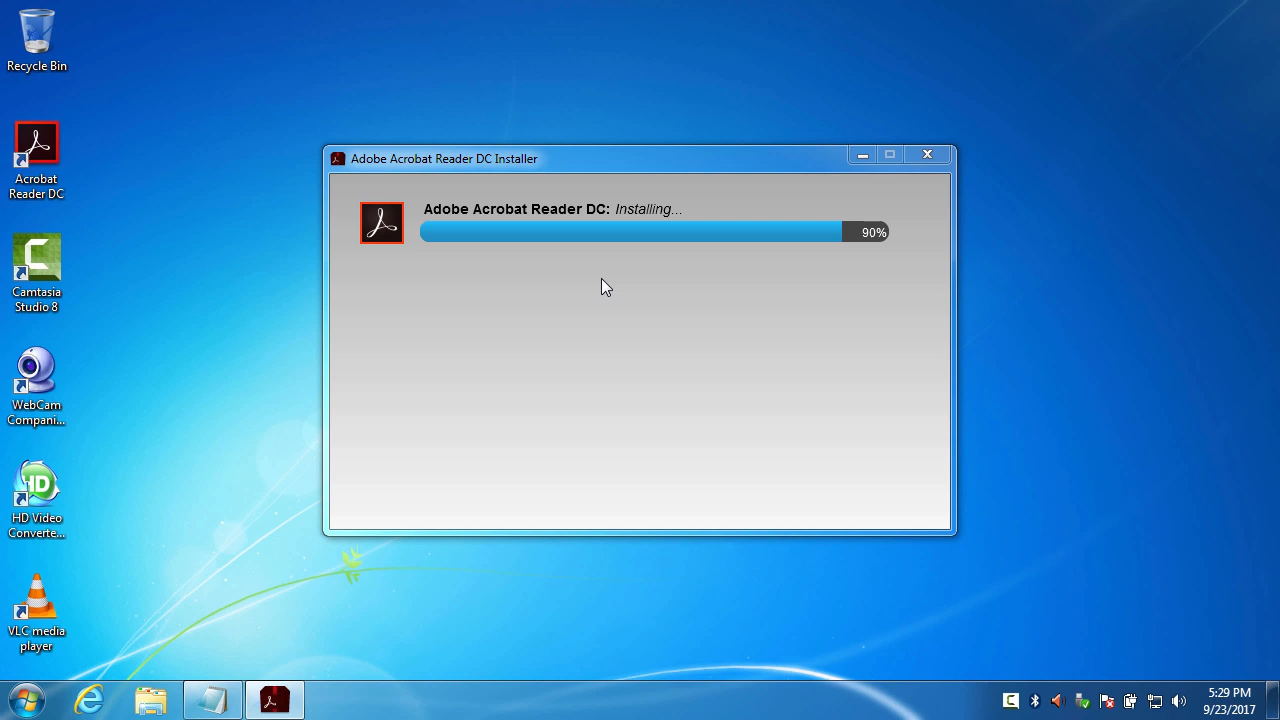 Recycle Bin
Acrobat
Reader DC
Camtasia
Studio 8
WebCam
Compani...
HD
HD Video
Converte...
VLC media
player
Adobe Acrobat Reader DC Installer
Adobe Acrobat Reader DC: Installing...
90%
5:29 PM
9/23/2017